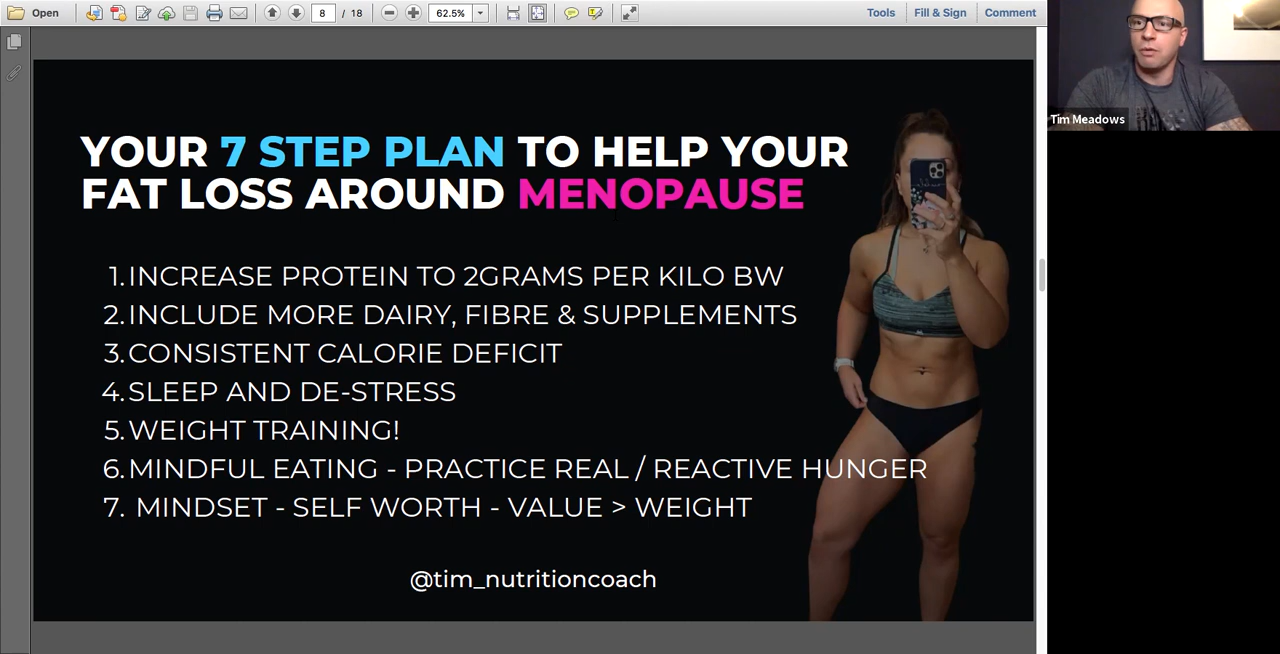 Open
8 / 18
62.5%
Tools
Fill & Sign
Comment
Tim Meadows
YOUR 7 STEP PLAN TO HELP YOUR
FAT LOSS AROUND MENOPAUSE
1. INCREASE PROTEIN TO 2GRAMS PER KILO BW
2. INCLUDE MORE DAIRY, FIBRE & SUPPLEMENTS
3. CONSISTENT CALORIE DEFICIT
4. SLEEP AND DE-STRESS
5. WEIGHT TRAINING!
6. MINDFUL EATING - PRACTICE REAL / REACTIVE HUNGER
7. MINDSET - SELF WORTH - VALUE > WEIGHT
@tim_nutritioncoach